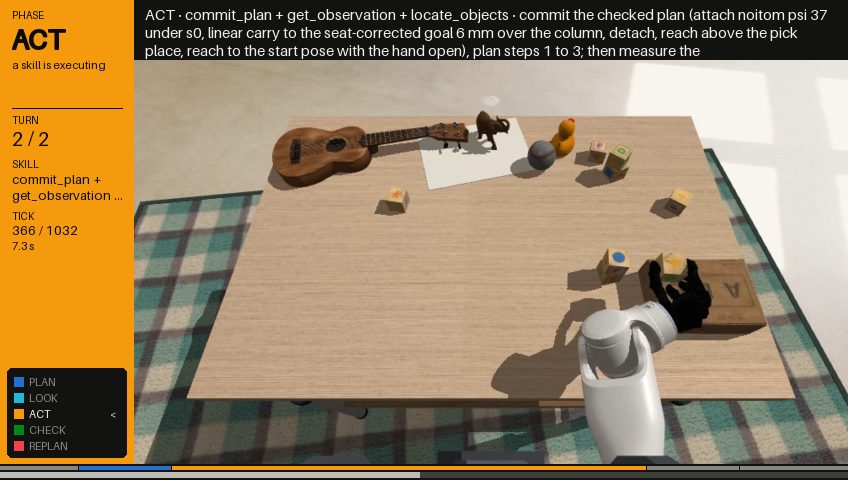 PHASE
ACT
a skill is executing
TURN
2 / 2
SKILL
commit_plan +
get_observation ...
TICK
366 / 1032
7.3 s
PLAN
LOOK
ACT <
CHECK
REPLAN
ACT · commit_plan + get_observation + locate_objects · commit the checked plan (attach noitom psi 37
under s0, linear carry to the seat-corrected goal 6 mm over the column, detach, reach above the pick
place, reach to the start pose with the hand open), plan steps 1 to 3; then measure the
A